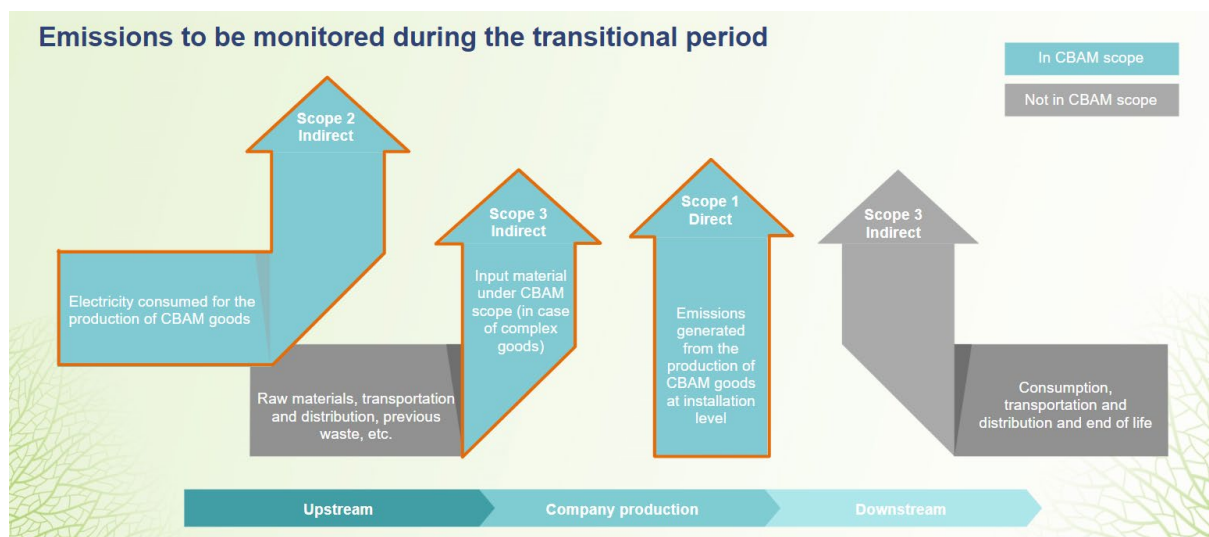 Emissions to be monitored during the transitional period
In CBAM scope
Not in CBAM scope
Scope 2
Indirect
Electricity consumed for the
production of CBAM goods
Raw materials, transportation
and distribution, previous
waste, etc.
Scope 3
Indirect
Input material
under CBAM
scope (in case
of complex
goods)
Scope 1
Direct
Emissions
generated
from the
production of
CBAM goods
at installation
level
Scope 3
Indirect
Consumption,
transportation and
distribution and end of life
Upstream
Company production
Downstream